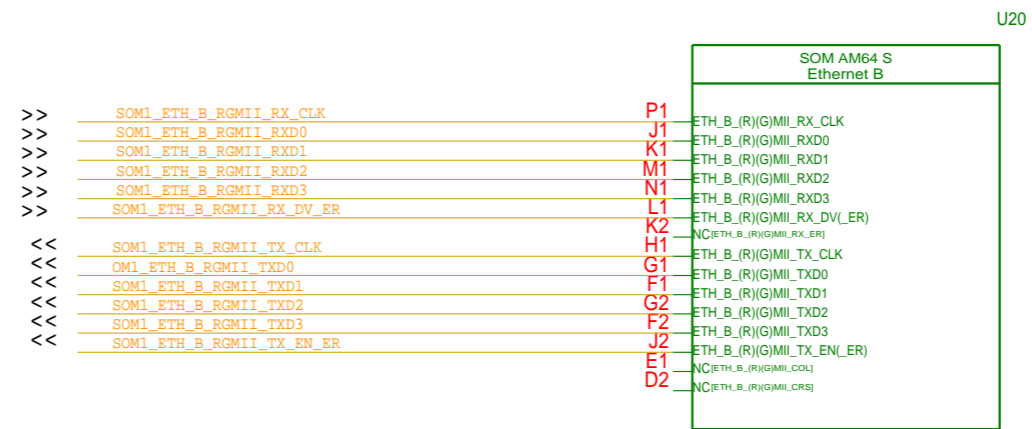 U20
SOM AM64 S
Ethernet B
>> SOM1_ETH_B_RGMII_RX_CLK P1 ETH_B_(R)(G)MII_RX_CLK
>> SOM1_ETH_B_RGMII_RXD0 J1 ETH_B_(R)(G)MII_RXD0
>> SOM1_ETH_B_RGMII_RXD1 K1 ETH_B_(R)(G)MII_RXD1
>> SOM1_ETH_B_RGMII_RXD2 M1 ETH_B_(R)(G)MII_RXD2
>> SOM1_ETH_B_RGMII_RXD3 N1 ETH_B_(R)(G)MII_RXD3
>> SOM1_ETH_B_RGMII_RX_DV_ER L1 ETH_B_(R)(G)MII_RX_DV(_ER)
K2 NC[ETH_B_(R)(G)MII_RX_ER]
<< SOM1_ETH_B_RGMII_TX_CLK H1 ETH_B_(R)(G)MII_TX_CLK
<< OM1_ETH_B_RGMII_TXD0 G1 ETH_B_(R)(G)MII_TXD0
<< SOM1_ETH_B_RGMII_TXD1 F1 ETH_B_(R)(G)MII_TXD1
<< SOM1_ETH_B_RGMII_TXD2 G2 ETH_B_(R)(G)MII_TXD2
<< SOM1_ETH_B_RGMII_TXD3 F2 ETH_B_(R)(G)MII_TXD3
<< SOM1_ETH_B_RGMII_TX_EN_ER J2 ETH_B_(R)(G)MII_TX_EN(_ER)
E1 NC[ETH_B_(R)(G)MII_COL]
D2 NC[ETH_B_(R)(G)MII_CRS]